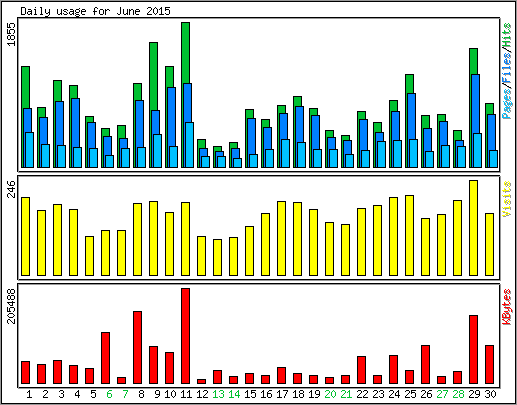 Daily usage for June 2015
1855
Pages/Files/Hits
246
Visits
205488
KBytes
1 2 3 4 5 6 7 8 9 10 11 12 13 14 15 16 17 18 19 20 21 22 23 24 25 26 27 28 29 30